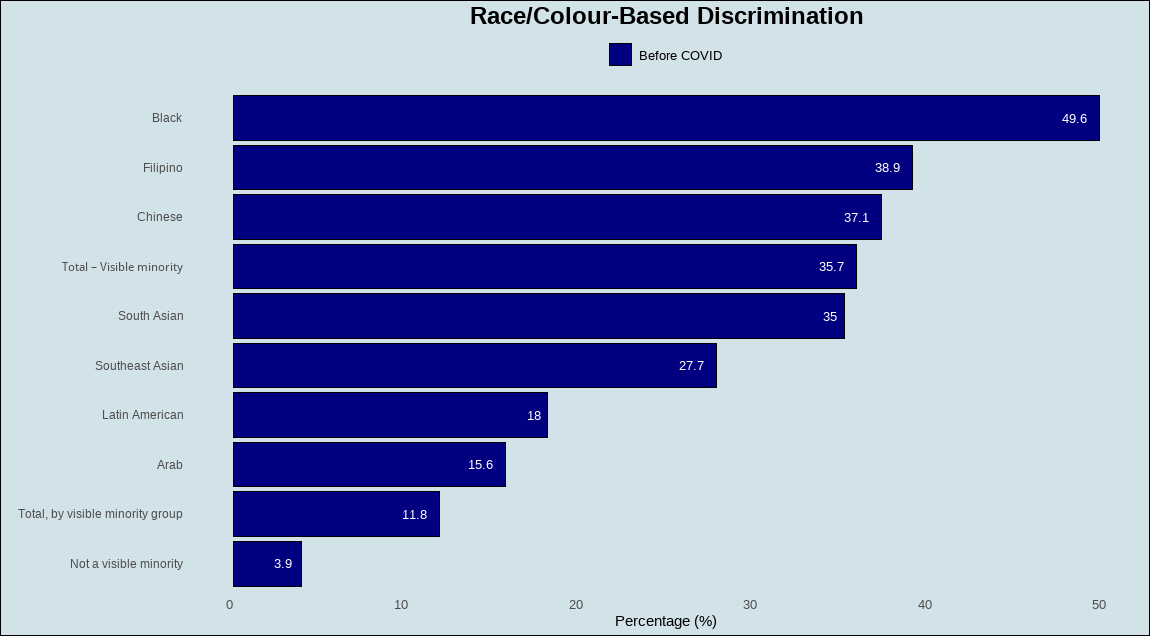 Race/Colour-Based Discrimination
Before COVID
Black 49.6
Filipino 38.9
Chinese 37.1
Total – Visible minority 35.7
South Asian 35
Southeast Asian 27.7
Latin American 18
Arab 15.6
Total, by visible minority group 11.8
Not a visible minority 3.9
0 10 20 30 40 50
Percentage (%)